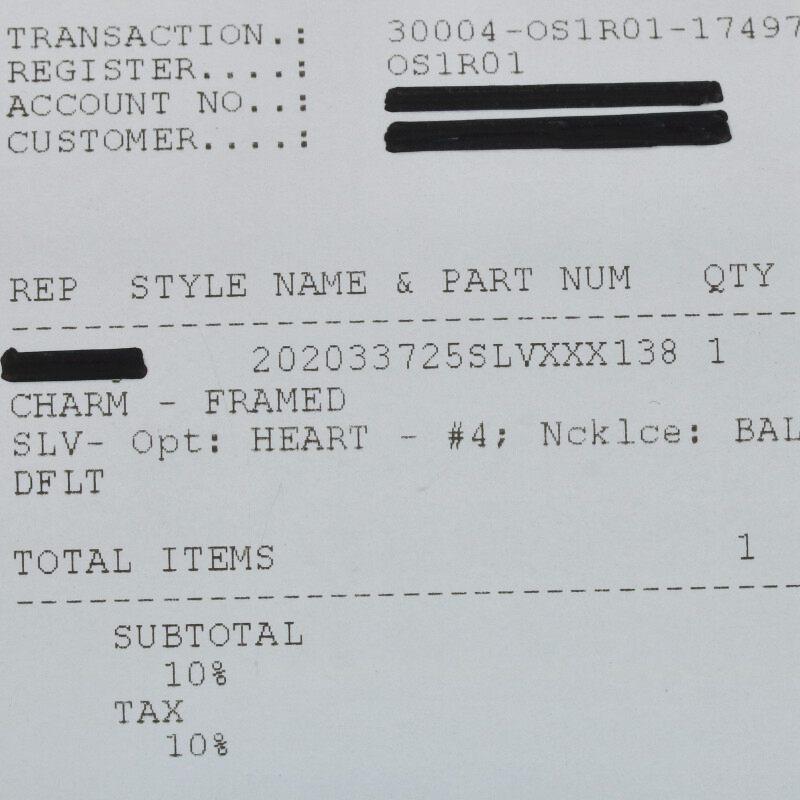 TRANSACTION.: 30004-OS1R01-17497
REGISTER....: OS1R01
ACCOUNT NO..:
CUSTOMER....:
REP STYLE NAME & PART NUM QTY
202033725SLVXXX138 1
CHARM - FRAMED
SLV- Opt: HEART - #4; Ncklce: BAL
DFLT
TOTAL ITEMS 1
SUBTOTAL
10%
TAX
10%